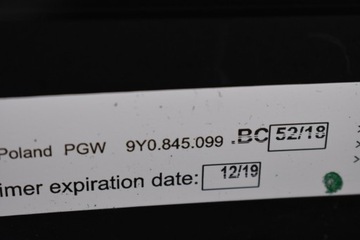 Poland PGW 9Y0.845.099 .BC 52/18
imer expiration date: 12/19